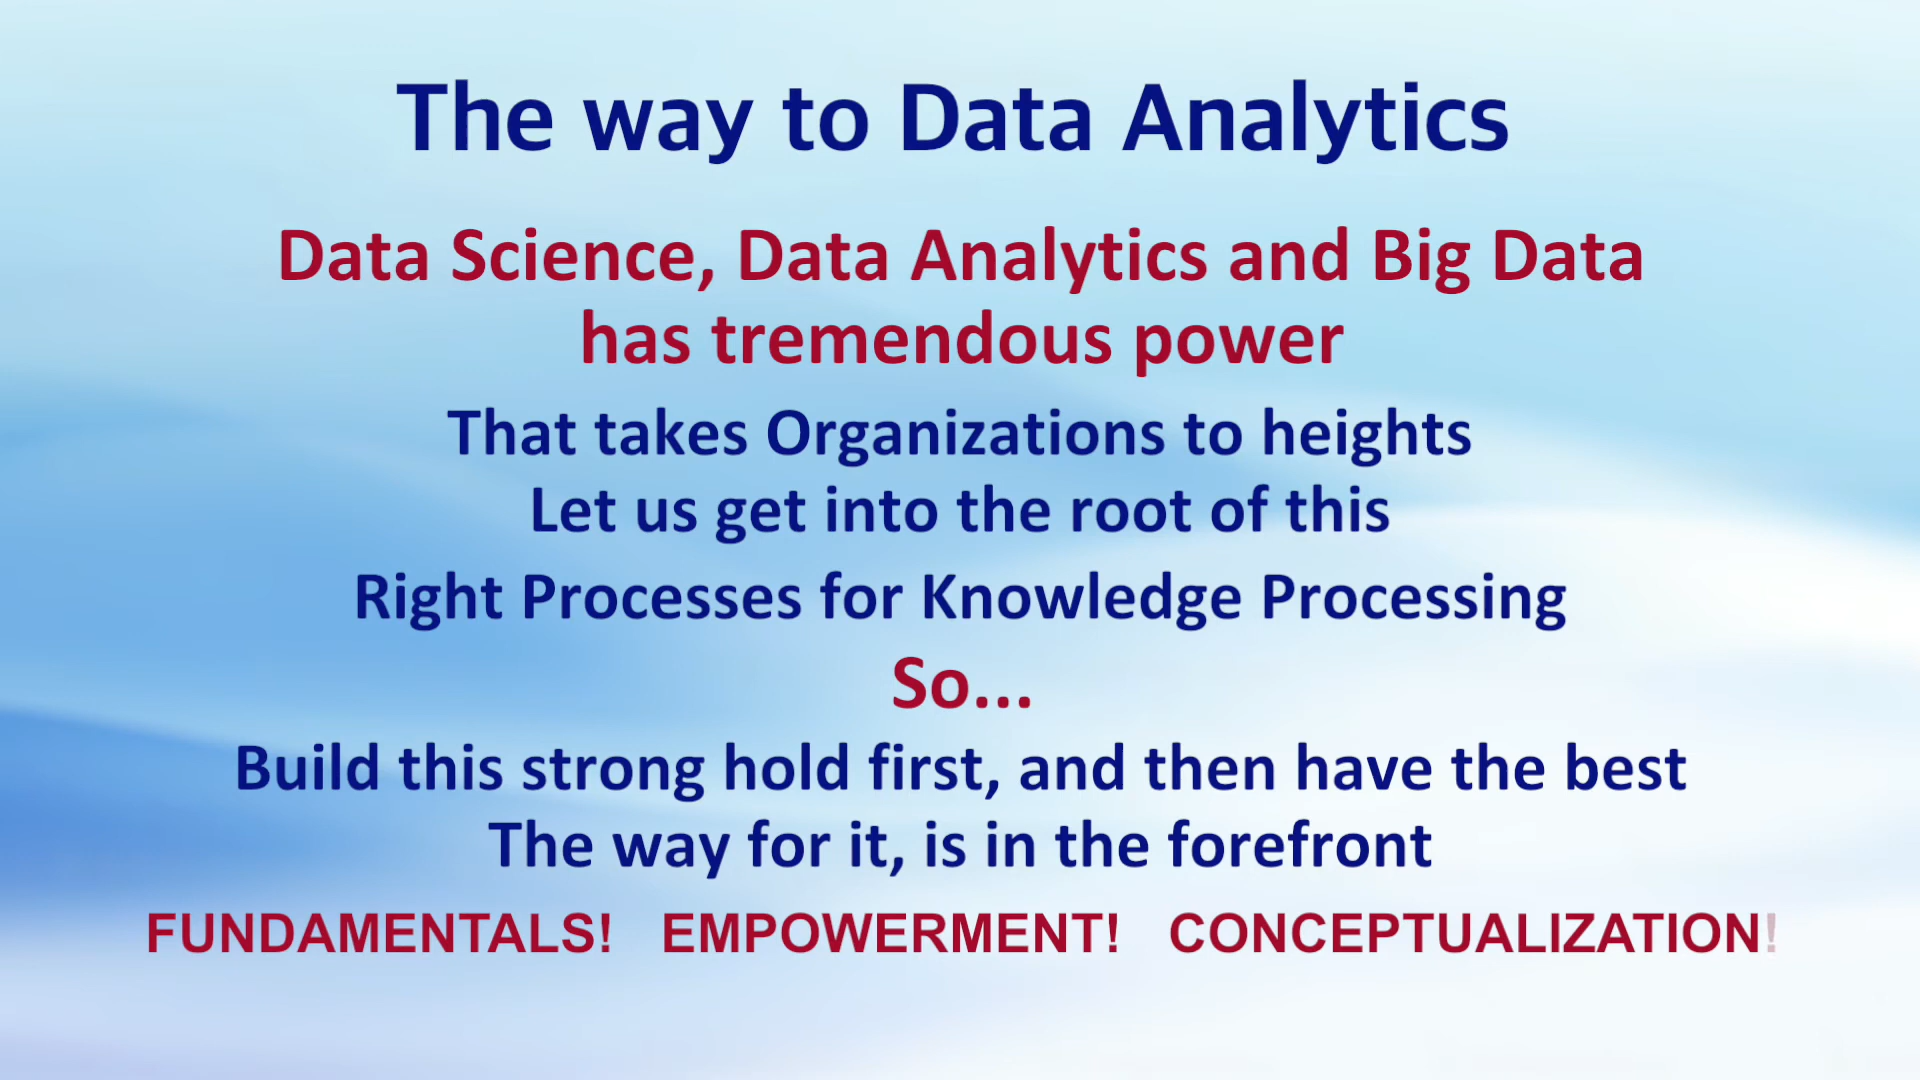 The way to Data Analytics
Data Science, Data Analytics and Big Data
has tremendous power
That takes Organizations to heights
Let us get into the root of this
Right Processes for Knowledge Processing
So...
Build this strong hold first, and then have the best
The way for it, is in the forefront
FUNDAMENTALS! EMPOWERMENT! CONCEPTUALIZATION!